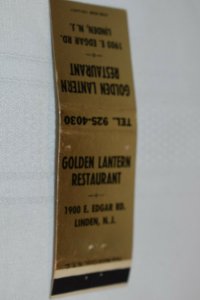 LINDEN, N. J.
1900 E. EDGAR RD.
RESTAURANT
GOLDEN LANTERN
TEL. 925-4030
GOLDEN LANTERN
RESTAURANT
1900 E. EDGAR RD.
LINDEN, N. J.